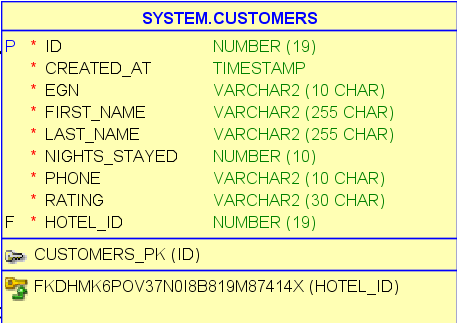 SYSTEM.CUSTOMERS
P * ID NUMBER (19)
* CREATED_AT TIMESTAMP
* EGN VARCHAR2 (10 CHAR)
* FIRST_NAME VARCHAR2 (255 CHAR)
* LAST_NAME VARCHAR2 (255 CHAR)
* NIGHTS_STAYED NUMBER (10)
* PHONE VARCHAR2 (10 CHAR)
* RATING VARCHAR2 (30 CHAR)
F * HOTEL_ID NUMBER (19)
CUSTOMERS_PK (ID)
FKDHMK6POV37N0I8B819M87414X (HOTEL_ID)